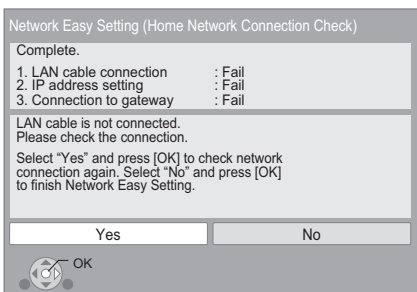 Network Easy Setting (Home Network Connection Check)
Complete.
1. LAN cable connection : Fail
2. IP address setting : Fail
3. Connection to gateway : Fail
LAN cable is not connected.
Please check the connection.
Select “Yes” and press [OK] to check network
connection again. Select “No” and press [OK]
to finish Network Easy Setting.
Yes No
OK